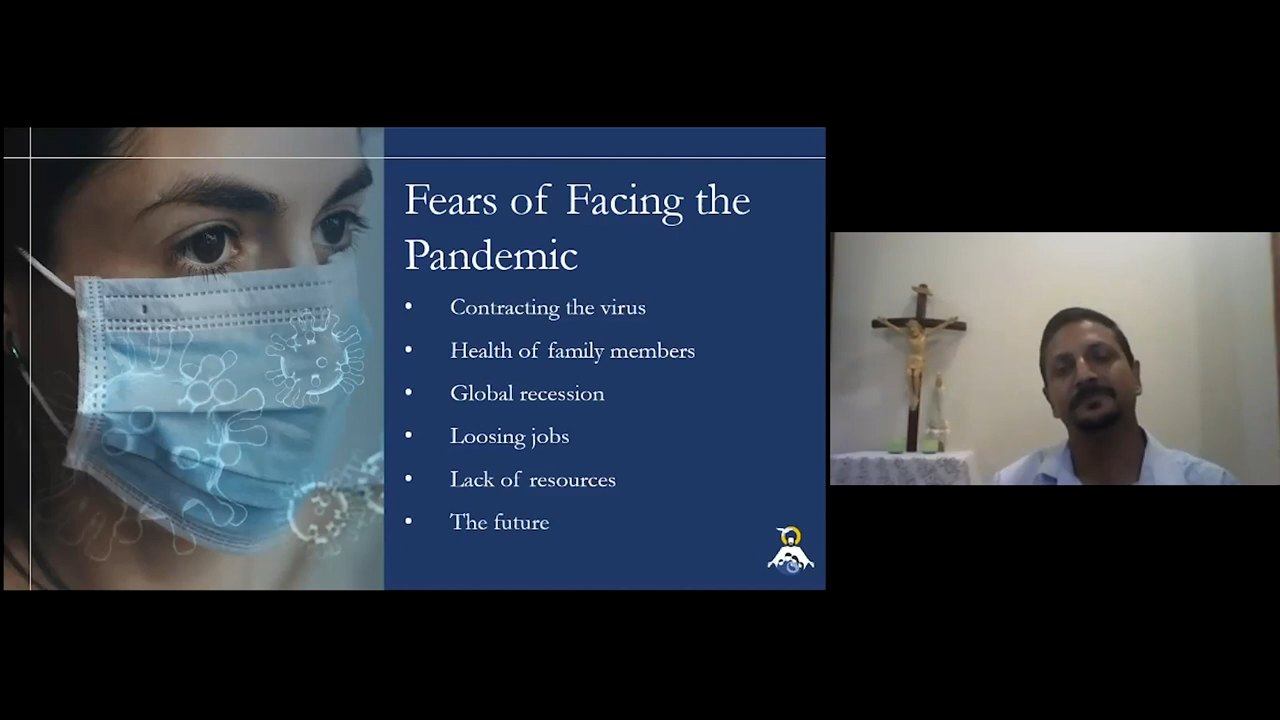 Fears of Facing the
Pandemic
• Contracting the virus
• Health of family members
• Global recession
• Loosing jobs
• Lack of resources
• The future